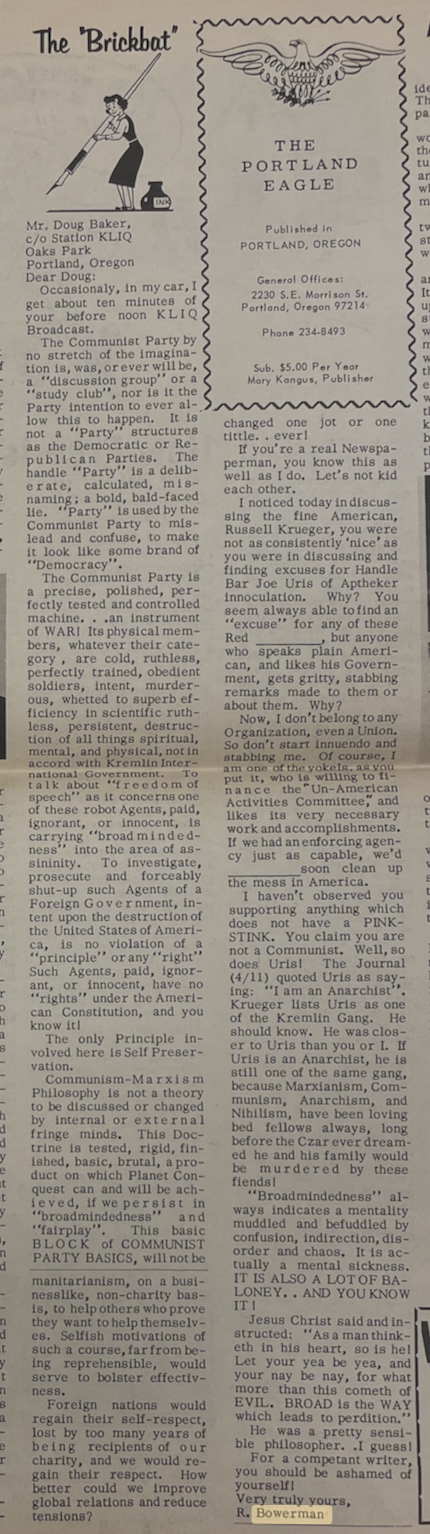 The "Brickbat"
INK
Mr. Doug Baker,
c/o Station KLIQ
Oaks Park
Portland, Oregon
Dear Doug:
Occasionaly, in my car, I
get about ten minutes of
your before noon KLIQ
Broadcast.
The Communist Party by
no stretch of the imagina-
tion is, was, or ever will be,
a "discussion group" or a
"study club", nor is it the
Party intention to ever al-
low this to happen. It is
not a "Party" structures
as the Democratic or Re-
publican Parties. The
handle "Party" is a delib-
erate, calculated, mis-
naming; a bold, bald-faced
lie. "Party" is used by the
Communist Party to mis-
lead and confuse, to make
it look like some brand of
"Democracy".
The Communist Party is
a precise, polished, per-
fectly tested and controlled
machine. . .an instrument
of WAR! Its physical mem-
bers, whatever their cate-
gory , are cold, ruthless,
perfectly trained, obedient
soldiers, intent, murder-
ous, whetted to superb ef-
ficiency in scientific ruth-
less, persistent, destruc-
tion of all things spiritual,
mental, and physical, not in
accord with Kremlin Inter-
national Government. To
talk about "freedom of
speech" as it concerns one
of these robot Agents, paid,
ignorant, or innocent, is
carrying "broad minded-
ness" into the area of as-
sininity. To investigate,
prosecute and forceably
shut-up such Agents of a
Foreign Government, in-
tent upon the destruction of
the United States of Ameri-
ca, is no violation of a
"principle" or any "right"
Such Agents, paid, ignor-
ant, or innocent, have no
"rights" under the Ameri-
can Constitution, and you
know it!
The only Principle in-
volved here is Self Preser-
vation.
Communism-Marxism
Philosophy is not a theory
to be discussed or changed
by internal or external
fringe minds. This Doc-
trine is tested, rigid, fin-
ished, basic, brutal, a pro-
duct on which Planet Con-
quest can and will be ach-
ieved, if we persist in
"broadmindedness" and
"fairplay". This basic
BLOCK of COMMUNIST
PARTY BASICS, will not be
manitarianism, on a busi-
nesslike, non-charity bas-
is, to help others who prove
they want to help themselv-
es. Selfish motivations of
such a course, far from be-
ing reprehensible, would
serve to bolster effectiv-
ness.
Foreign nations would
regain their self-respect,
lost by too many years of
being recipients of our
charity, and we would re-
gain their respect. How
better could we improve
global relations and reduce
tensions?
THE
PORTLAND
EAGLE
Published in
PORTLAND, OREGON
General Offices:
2230 S.E. Morrison St.
Portland, Oregon 97214
Phone 234-8493
Sub. $5.00 Per Year
Mary Kangus, Publisher
changed one jot or one
tittle. . ever!
If you're a real Newspa-
perman, you know this as
well as I do. Let's not kid
each other.
I noticed today in discus-
sing the fine American,
Russell Krueger, you were
not as consistently 'nice' as
you were in discussing and
finding excuses for Handle
Bar Joe Uris of Aptheker
innoculation. Why? You
seem always able to find an
"excuse" for any of these
Red ________, but anyone
who speaks plain Ameri-
can, and likes his Govern-
ment, gets gritty, stabbing
remarks made to them or
about them. Why?
Now, I don't belong to any
Organization, even a Union.
So don't start innuendo and
stabbing me. Of course, I
am one of the yokels, as you
put it, who is willing to fi-
nance the "Un-American
Activities Committee," and
likes its very necessary
work and accomplishments.
If we had an enforcing agen-
cy just as capable, we'd
________ soon clean up
the mess in America.
I haven't observed you
supporting anything which
does not have a PINK-
STINK. You claim you are
not a Communist. Well, so
does Uris! The Journal
(4/11) quoted Uris as say-
ing: "I am an Anarchist".
Krueger lists Uris as one
of the Kremlin Gang. He
should know. He was clos-
er to Uris than you or I. If
Uris is an Anarchist, he is
still one of the same gang,
because Marxianism, Com-
munism, Anarchism, and
Nihilism, have been loving
bed fellows always, long
before the Czar ever dream-
ed he and his family would
be murdered by these
fiends!
"Broadmindedness" al-
ways indicates a mentality
muddled and befuddled by
confusion, indirection, dis-
order and chaos. It is ac-
tually a mental sickness.
IT IS ALSO A LOT OF BA-
LONEY. . AND YOU KNOW
IT!
Jesus Christ said and in-
structed: "As a man think-
eth in his heart, so is he!
Let your yea be yea, and
your nay be nay, for what
more than this cometh of
EVIL. BROAD is the WAY
which leads to perdition."
He was a pretty sensi-
ble philosopher. .I guess!
For a competant writer,
you should be ashamed of
yourself!
Very truly yours,
R. Bowerman